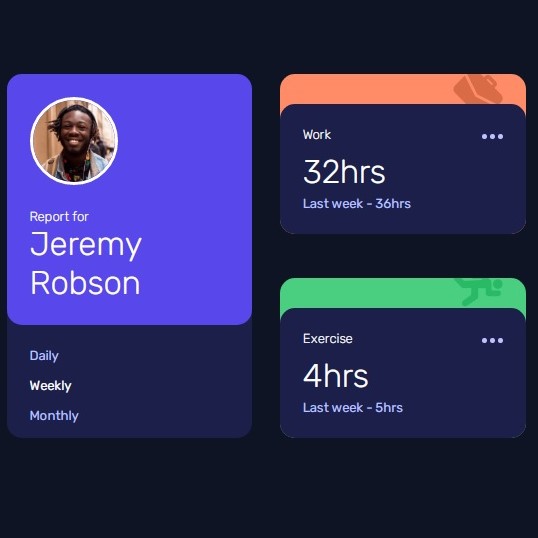 Report for
Jeremy
Robson
Daily
Weekly
Monthly
Work
32hrs
Last week - 36hrs
Exercise
4hrs
Last week - 5hrs